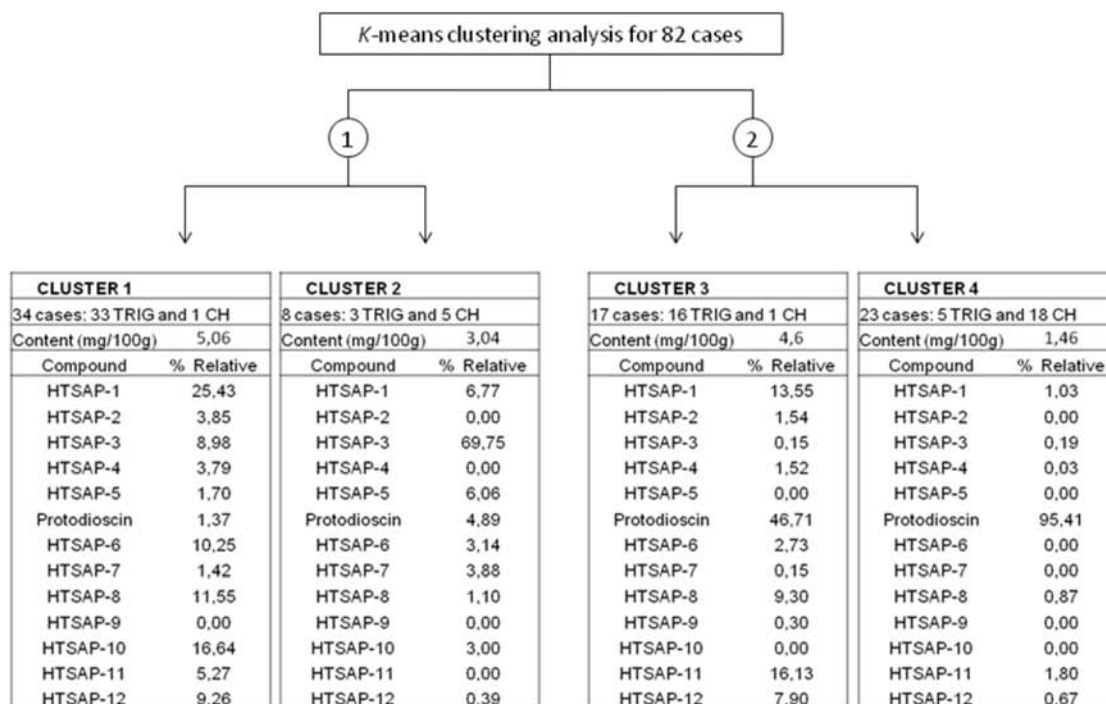 K-means clustering analysis for 82 cases
1
2
CLUSTER 1
34 cases: 33 TRIG and 1 CH
Content (mg/100g) 5,06
Compound % Relative
HTSAP-1 25,43
HTSAP-2 3,85
HTSAP-3 8,98
HTSAP-4 3,79
HTSAP-5 1,70
Protodioscin 1,37
HTSAP-6 10,25
HTSAP-7 1,42
HTSAP-8 11,55
HTSAP-9 0,00
HTSAP-10 16,64
HTSAP-11 5,27
HTSAP-12 9,26
CLUSTER 2
8 cases: 3 TRIG and 5 CH
Content (mg/100g) 3,04
Compound % Relative
HTSAP-1 6,77
HTSAP-2 0,00
HTSAP-3 69,75
HTSAP-4 0,00
HTSAP-5 6,06
Protodioscin 4,89
HTSAP-6 3,14
HTSAP-7 3,88
HTSAP-8 1,10
HTSAP-9 0,00
HTSAP-10 3,00
HTSAP-11 0,00
HTSAP-12 0,39
CLUSTER 3
17 cases: 16 TRIG and 1 CH
Content (mg/100g) 4,6
Compound % Relative
HTSAP-1 13,55
HTSAP-2 1,54
HTSAP-3 0,15
HTSAP-4 1,52
HTSAP-5 0,00
Protodioscin 46,71
HTSAP-6 2,73
HTSAP-7 0,15
HTSAP-8 9,30
HTSAP-9 0,30
HTSAP-10 0,00
HTSAP-11 16,13
HTSAP-12 7,90
CLUSTER 4
23 cases: 5 TRIG and 18 CH
Content (mg/100g) 1,46
Compound % Relative
HTSAP-1 1,03
HTSAP-2 0,00
HTSAP-3 0,19
HTSAP-4 0,03
HTSAP-5 0,00
Protodioscin 95,41
HTSAP-6 0,00
HTSAP-7 0,00
HTSAP-8 0,87
HTSAP-9 0,00
HTSAP-10 0,00
HTSAP-11 1,80
HTSAP-12 0,67